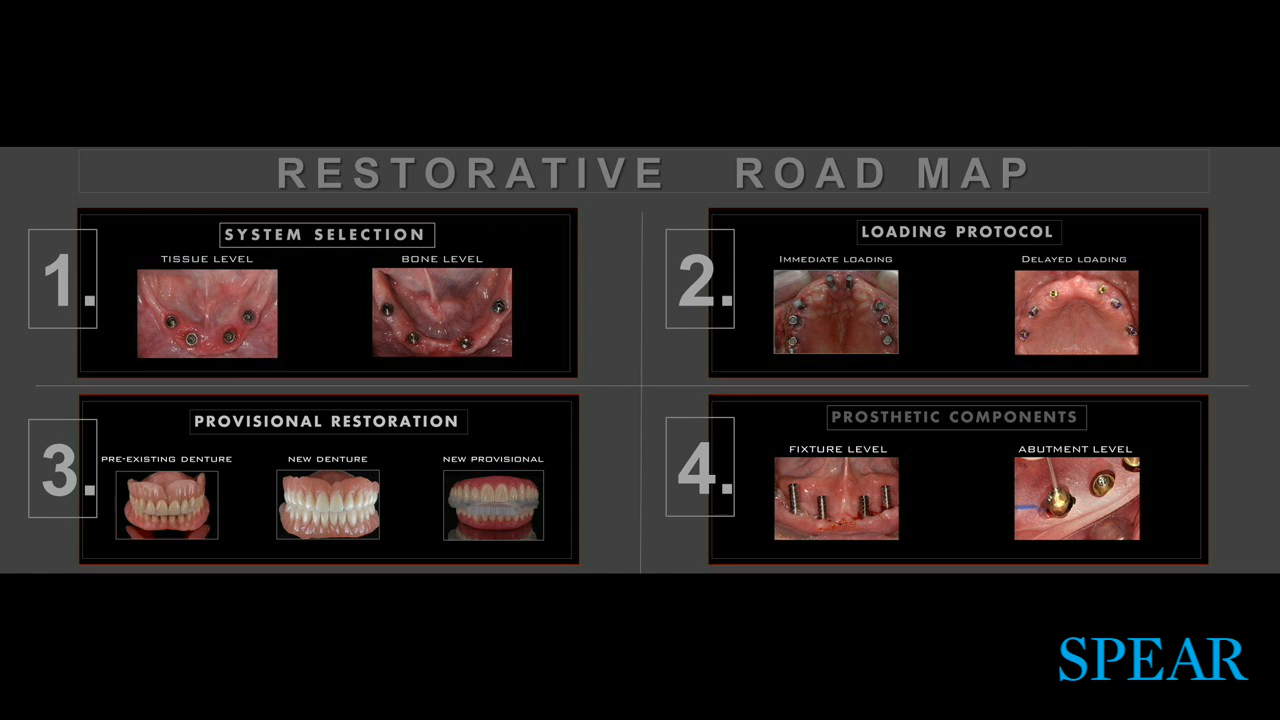 RESTORATIVE ROAD MAP
1.
SYSTEM SELECTION
TISSUE LEVEL
BONE LEVEL
2.
LOADING PROTOCOL
IMMEDIATE LOADING
DELAYED LOADING
3.
PROVISIONAL RESTORATION
PRE-EXISTING DENTURE
NEW DENTURE
NEW PROVISIONAL
4.
PROSTHETIC COMPONENTS
FIXTURE LEVEL
ABUTMENT LEVEL
SPEAR